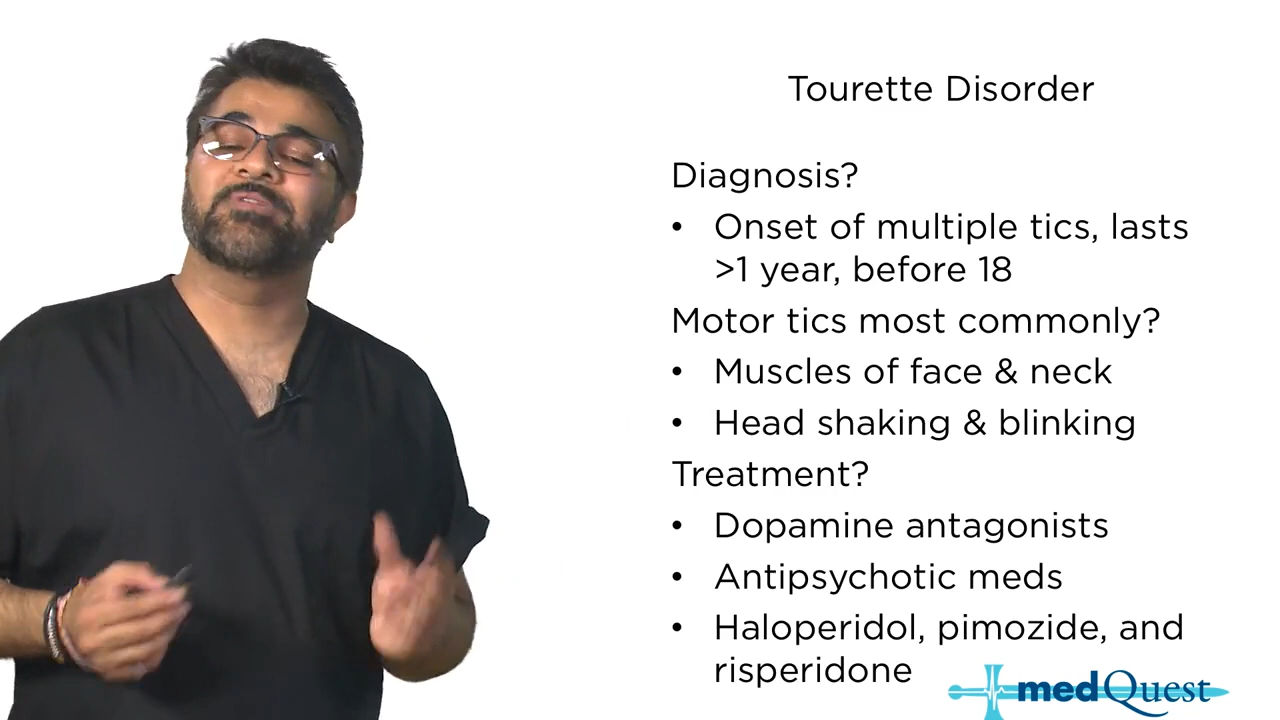 Tourette Disorder
Diagnosis?
• Onset of multiple tics, lasts
>1 year, before 18
Motor tics most commonly?
• Muscles of face & neck
• Head shaking & blinking
Treatment?
• Dopamine antagonists
• Antipsychotic meds
• Haloperidol, pimozide, and
risperidone
medQuest